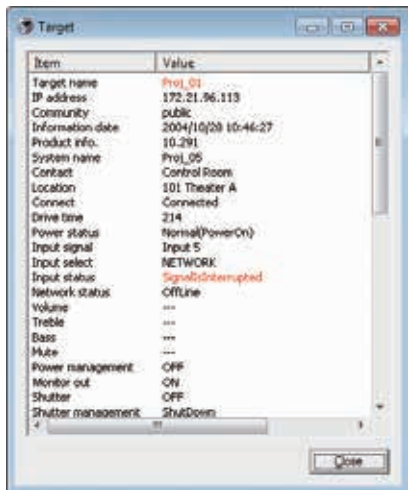 Target
Item Value
Target name Proj_01
IP address 172.21.96.113
Community public
Information date 2004/10/20 10:46:27
Product info. 10.291
System name Proj_05
Contact Control Room
Location 101 Theater A
Connect Connected
Drive time 214
Power status Normal(PowerOn)
Input signal Input 5
Input select NETWORK
Input status SignalIsInterrupted
Network status OffLine
Volume ---
Treble ---
Bass ---
Mute ---
Power management OFF
Monitor out ON
Shutter OFF
Shutter management ShutDown
Close